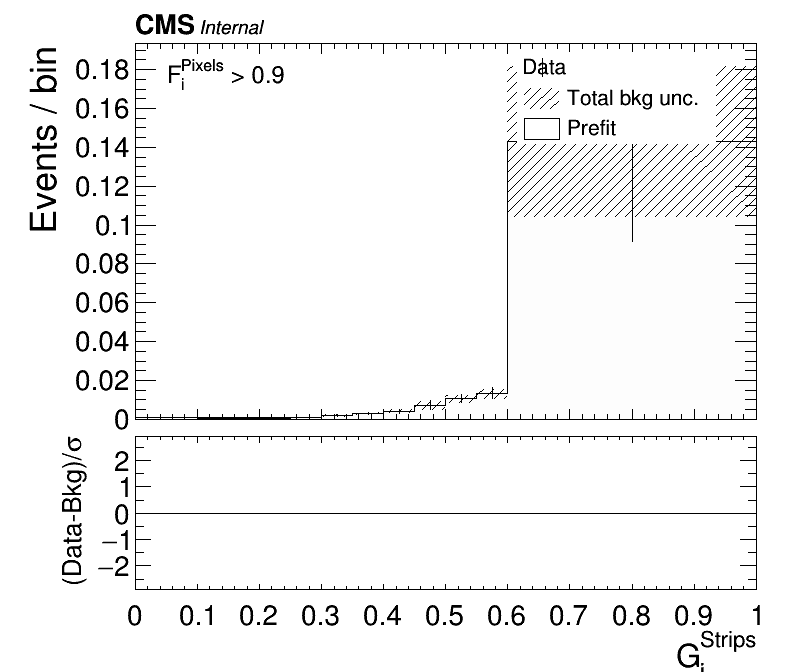 CMS Internal
Events / bin
F_i^Pixels > 0.9
Data
Total bkg unc.
Prefit
0.18
0.16
0.14
0.12
0.1
0.08
0.06
0.04
0.02
0
(Data-Bkg)/σ
2
1
0
−1
−2
0 0.1 0.2 0.3 0.4 0.5 0.6 0.7 0.8 0.9 1
G_i^Strips